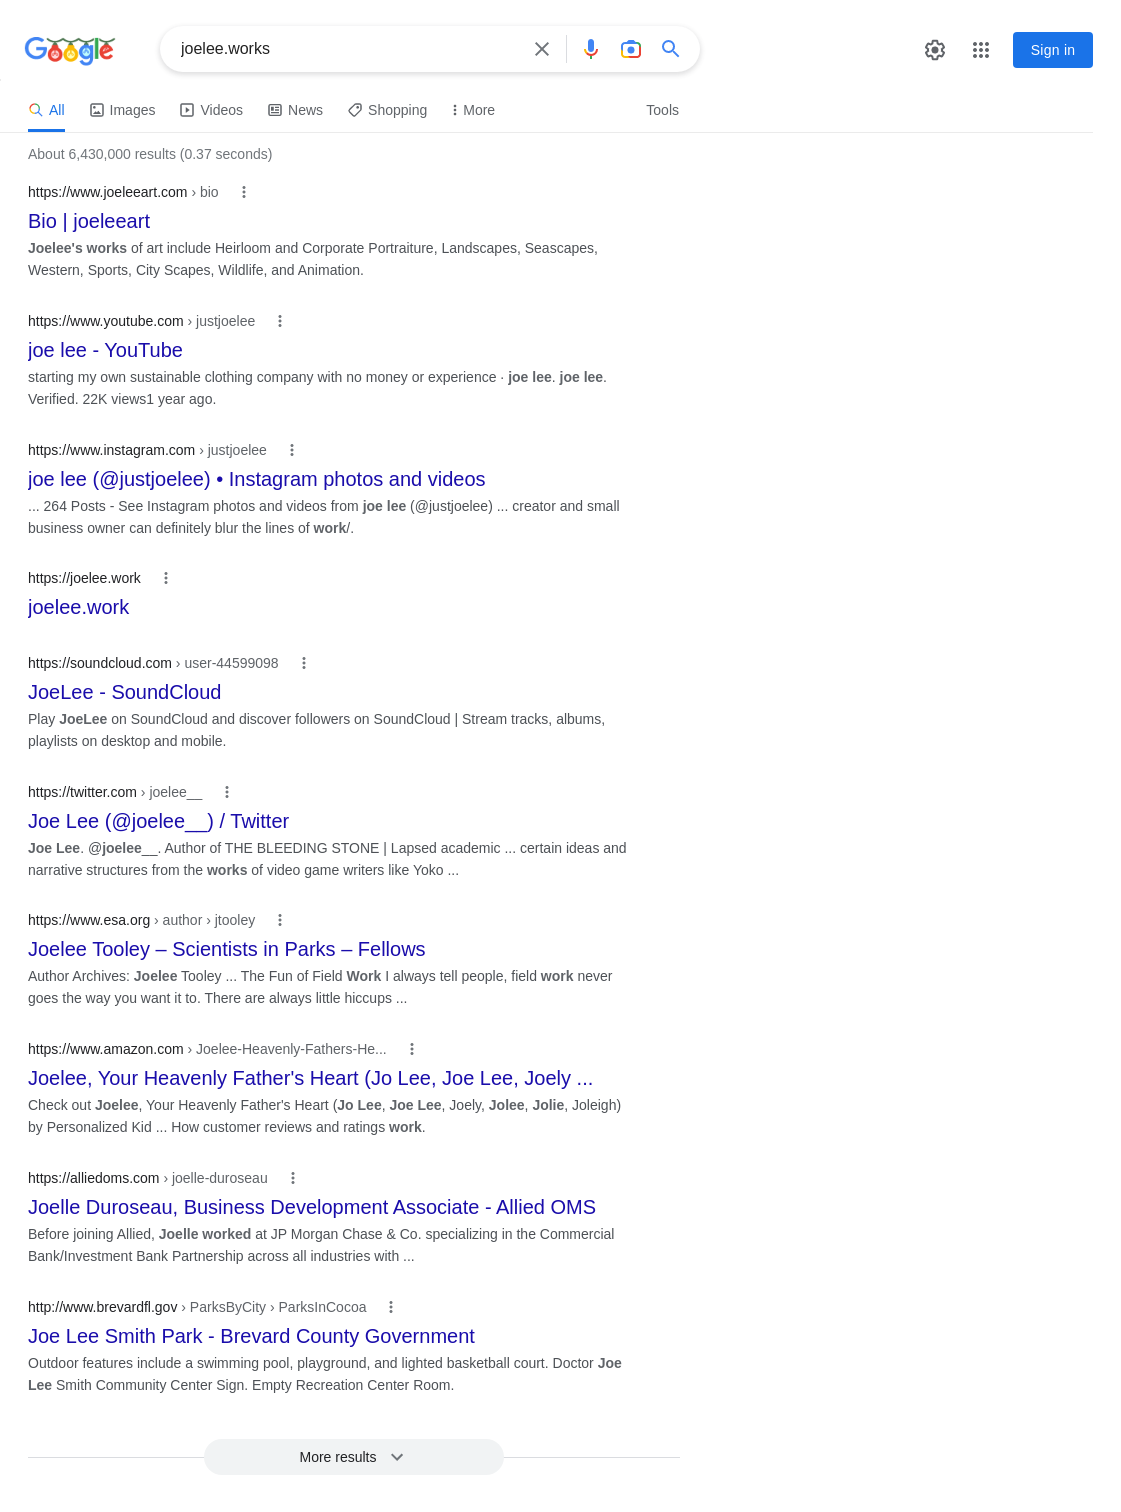 Google
joelee.works
Sign in
All Images Videos News Shopping More Tools
About 6,430,000 results (0.37 seconds)
https://www.joeleeart.com › bio
Bio | joeleeart
Joelee's works of art include Heirloom and Corporate Portraiture, Landscapes, Seascapes,
Western, Sports, City Scapes, Wildlife, and Animation.
https://www.youtube.com › justjoelee
joe lee - YouTube
starting my own sustainable clothing company with no money or experience · joe lee. joe lee.
Verified. 22K views1 year ago.
https://www.instagram.com › justjoelee
joe lee (@justjoelee) • Instagram photos and videos
... 264 Posts - See Instagram photos and videos from joe lee (@justjoelee) ... creator and small
business owner can definitely blur the lines of work/.
https://joelee.work
joelee.work
https://soundcloud.com › user-44599098
JoeLee - SoundCloud
Play JoeLee on SoundCloud and discover followers on SoundCloud | Stream tracks, albums,
playlists on desktop and mobile.
https://twitter.com › joelee__
Joe Lee (@joelee__) / Twitter
Joe Lee. @joelee__. Author of THE BLEEDING STONE | Lapsed academic ... certain ideas and
narrative structures from the works of video game writers like Yoko ...
https://www.esa.org › author › jtooley
Joelee Tooley – Scientists in Parks – Fellows
Author Archives: Joelee Tooley ... The Fun of Field Work I always tell people, field work never
goes the way you want it to. There are always little hiccups ...
https://www.amazon.com › Joelee-Heavenly-Fathers-He...
Joelee, Your Heavenly Father's Heart (Jo Lee, Joe Lee, Joely ...
Check out Joelee, Your Heavenly Father's Heart (Jo Lee, Joe Lee, Joely, Jolee, Jolie, Joleigh)
by Personalized Kid ... How customer reviews and ratings work.
https://alliedoms.com › joelle-duroseau
Joelle Duroseau, Business Development Associate - Allied OMS
Before joining Allied, Joelle worked at JP Morgan Chase & Co. specializing in the Commercial
Bank/Investment Bank Partnership across all industries with ...
http://www.brevardfl.gov › ParksByCity › ParksInCocoa
Joe Lee Smith Park - Brevard County Government
Outdoor features include a swimming pool, playground, and lighted basketball court. Doctor Joe
Lee Smith Community Center Sign. Empty Recreation Center Room.
More results